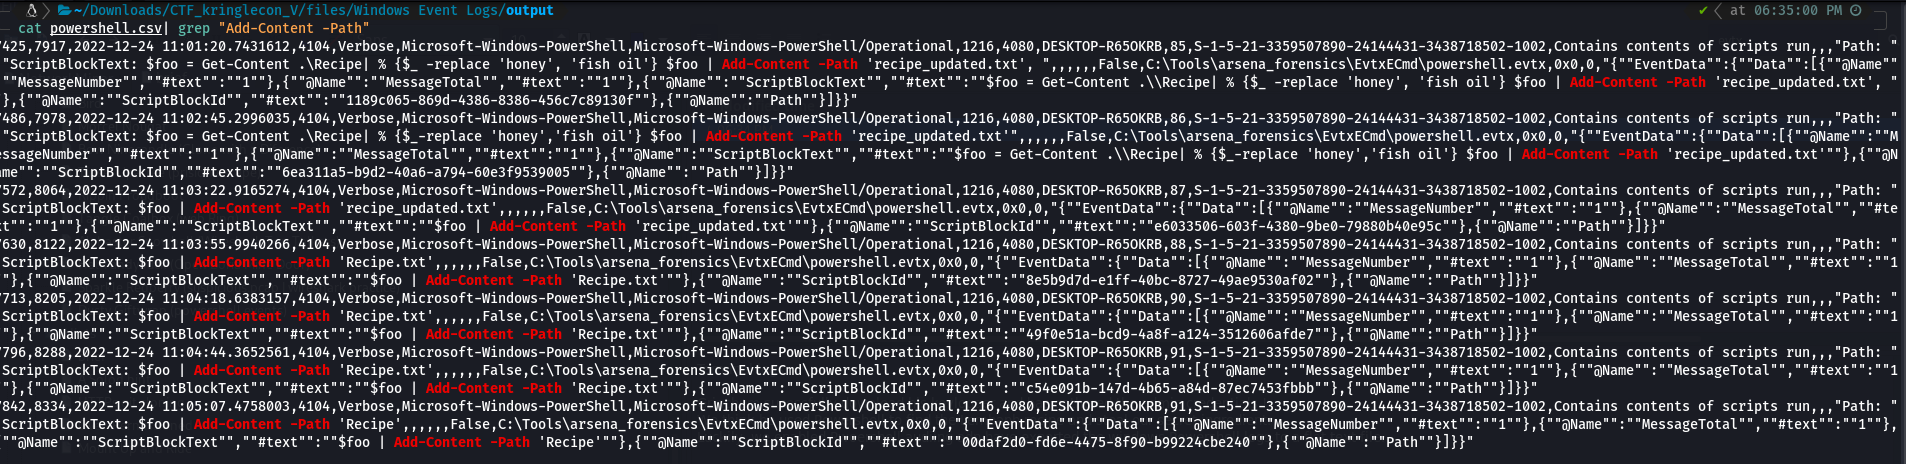 ~/Downloads/CTF_kringlecon_V/files/Windows Event Logs/output ✔ at 06:35:00 PM
cat powershell.csv| grep "Add-Content -Path"
7425,7917,2022-12-24 11:01:20.7431612,4104,Verbose,Microsoft-Windows-PowerShell,Microsoft-Windows-PowerShell/Operational,1216,4080,DESKTOP-R65OKRB,85,S-1-5-21-3359507890-24144431-3438718502-1002,Contains contents of scripts run,,,"Path: "
"ScriptBlockText: $foo = Get-Content .\Recipe| % {$_ -replace 'honey', 'fish oil'} $foo | Add-Content -Path 'recipe_updated.txt', ",,,,,,False,C:\Tools\arsena_forensics\EvtxECmd\powershell.evtx,0x0,0,"{""EventData"":{""Data"":[{""@Name"":
""MessageNumber"",""#text"":""1""},{""@Name"":""MessageTotal"",""#text"":""1""},{""@Name"":""ScriptBlockText"",""#text"":""$foo = Get-Content .\\Recipe| % {$_ -replace 'honey', 'fish oil'} $foo | Add-Content -Path 'recipe_updated.txt', "
},{""@Name"":""ScriptBlockId"",""#text"":""1189c065-869d-4386-8386-456c7c89130f""},{""@Name"":""Path""}]}}"
7486,7978,2022-12-24 11:02:45.2996035,4104,Verbose,Microsoft-Windows-PowerShell,Microsoft-Windows-PowerShell/Operational,1216,4080,DESKTOP-R65OKRB,86,S-1-5-21-3359507890-24144431-3438718502-1002,Contains contents of scripts run,,,"Path: "
"ScriptBlockText: $foo = Get-Content .\Recipe| % {$_-replace 'honey','fish oil'} $foo | Add-Content -Path 'recipe_updated.txt'",,,,,,False,C:\Tools\arsena_forensics\EvtxECmd\powershell.evtx,0x0,0,"{""EventData"":{""Data"":[{""@Name"":""M
essageNumber"",""#text"":""1""},{""@Name"":""MessageTotal"",""#text"":""1""},{""@Name"":""ScriptBlockText"",""#text"":""$foo = Get-Content .\\Recipe| % {$_-replace 'honey','fish oil'} $foo | Add-Content -Path 'recipe_updated.txt'""},{""@N
ame"":""ScriptBlockId"",""#text"":""6ea311a5-b9d2-40a6-a794-60e3f9539005""},{""@Name"":""Path""}]}}"
7572,8064,2022-12-24 11:03:22.9165274,4104,Verbose,Microsoft-Windows-PowerShell,Microsoft-Windows-PowerShell/Operational,1216,4080,DESKTOP-R65OKRB,87,S-1-5-21-3359507890-24144431-3438718502-1002,Contains contents of scripts run,,,"Path: "
ScriptBlockText: $foo | Add-Content -Path 'recipe_updated.txt',,,,,,False,C:\Tools\arsena_forensics\EvtxECmd\powershell.evtx,0x0,0,"{""EventData"":{""Data"":[{""@Name"":""MessageNumber"",""#text"":""1""},{""@Name"":""MessageTotal"",""#te
xt"":""1""},{""@Name"":""ScriptBlockText"",""#text"":""$foo | Add-Content -Path 'recipe_updated.txt'""},{""@Name"":""ScriptBlockId"",""#text"":""e6033506-603f-4380-9be0-79880b40e95c""},{""@Name"":""Path""}]}}"
7630,8122,2022-12-24 11:03:55.9940266,4104,Verbose,Microsoft-Windows-PowerShell,Microsoft-Windows-PowerShell/Operational,1216,4080,DESKTOP-R65OKRB,88,S-1-5-21-3359507890-24144431-3438718502-1002,Contains contents of scripts run,,,"Path: "
ScriptBlockText: $foo | Add-Content -Path 'Recipe.txt',,,,,,False,C:\Tools\arsena_forensics\EvtxECmd\powershell.evtx,0x0,0,"{""EventData"":{""Data"":[{""@Name"":""MessageNumber"",""#text"":""1""},{""@Name"":""MessageTotal"",""#text"":""1
""},{""@Name"":""ScriptBlockText"",""#text"":""$foo | Add-Content -Path 'Recipe.txt'""},{""@Name"":""ScriptBlockId"",""#text"":""8e5b9d7d-e1ff-40bc-8727-49ae9530af02""},{""@Name"":""Path""}]}}"
7713,8205,2022-12-24 11:04:18.6383157,4104,Verbose,Microsoft-Windows-PowerShell,Microsoft-Windows-PowerShell/Operational,1216,4080,DESKTOP-R65OKRB,90,S-1-5-21-3359507890-24144431-3438718502-1002,Contains contents of scripts run,,,"Path: "
ScriptBlockText: $foo | Add-Content -Path 'Recipe.txt',,,,,,False,C:\Tools\arsena_forensics\EvtxECmd\powershell.evtx,0x0,0,"{""EventData"":{""Data"":[{""@Name"":""MessageNumber"",""#text"":""1""},{""@Name"":""MessageTotal"",""#text"":""1
""},{""@Name"":""ScriptBlockText"",""#text"":""$foo | Add-Content -Path 'Recipe.txt'""},{""@Name"":""ScriptBlockId"",""#text"":""49f0e51a-bcd9-4a8f-a124-3512606afde7""},{""@Name"":""Path""}]}}"
7796,8288,2022-12-24 11:04:44.3652561,4104,Verbose,Microsoft-Windows-PowerShell,Microsoft-Windows-PowerShell/Operational,1216,4080,DESKTOP-R65OKRB,91,S-1-5-21-3359507890-24144431-3438718502-1002,Contains contents of scripts run,,,"Path: "
ScriptBlockText: $foo | Add-Content -Path 'Recipe.txt',,,,,,False,C:\Tools\arsena_forensics\EvtxECmd\powershell.evtx,0x0,0,"{""EventData"":{""Data"":[{""@Name"":""MessageNumber"",""#text"":""1""},{""@Name"":""MessageTotal"",""#text"":""1
""},{""@Name"":""ScriptBlockText"",""#text"":""$foo | Add-Content -Path 'Recipe.txt'""},{""@Name"":""ScriptBlockId"",""#text"":""c54e091b-147d-4b65-a84d-87ec7453fbbb""},{""@Name"":""Path""}]}}"
7842,8334,2022-12-24 11:05:07.4758003,4104,Verbose,Microsoft-Windows-PowerShell,Microsoft-Windows-PowerShell/Operational,1216,4080,DESKTOP-R65OKRB,91,S-1-5-21-3359507890-24144431-3438718502-1002,Contains contents of scripts run,,,"Path: "
ScriptBlockText: $foo | Add-Content -Path 'Recipe',,,,,,False,C:\Tools\arsena_forensics\EvtxECmd\powershell.evtx,0x0,0,"{""EventData"":{""Data"":[{""@Name"":""MessageNumber"",""#text"":""1""},{""@Name"":""MessageTotal"",""#text"":""1""},
{""@Name"":""ScriptBlockText"",""#text"":""$foo | Add-Content -Path 'Recipe'""},{""@Name"":""ScriptBlockId"",""#text"":""00daf2d0-fd6e-4475-8f90-b99224cbe240""},{""@Name"":""Path""}]}}"